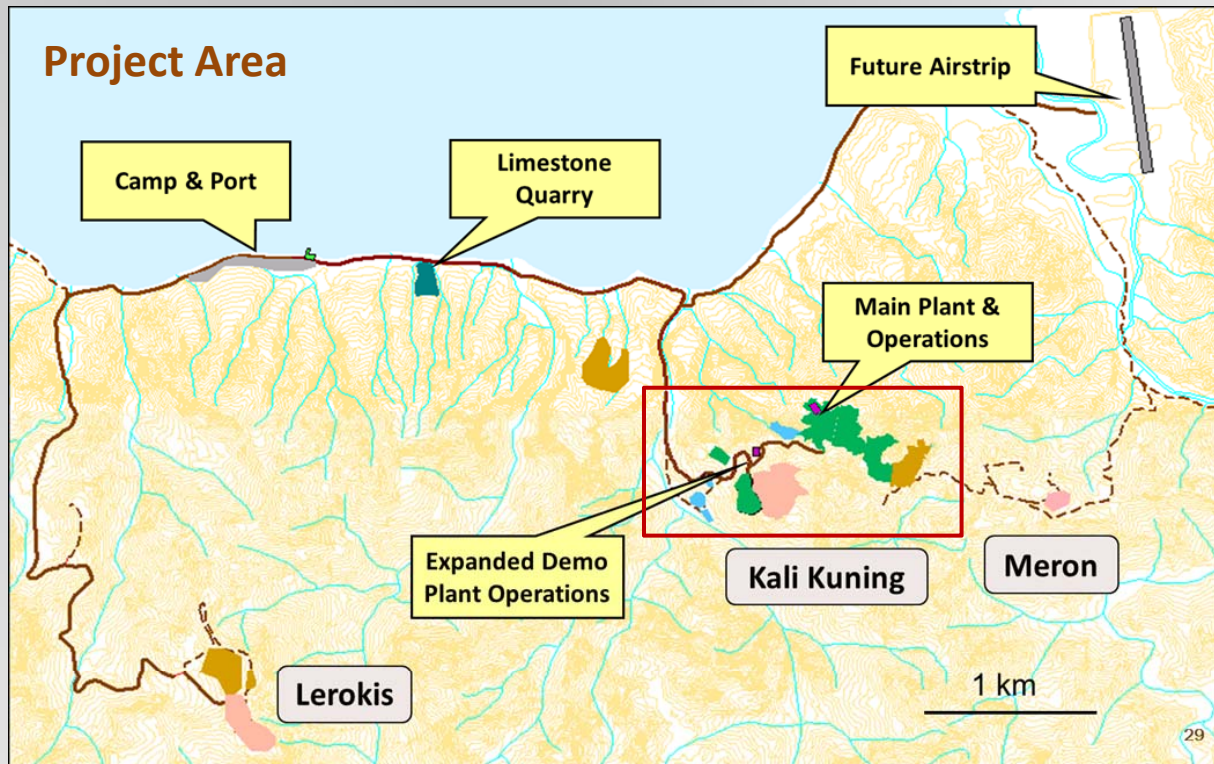 Project Area
Future Airstrip
Camp & Port
Limestone
Quarry
Main Plant &
Operations
Expanded Demo
Plant Operations
Kali Kuning
Meron
Lerokis
1 km
29